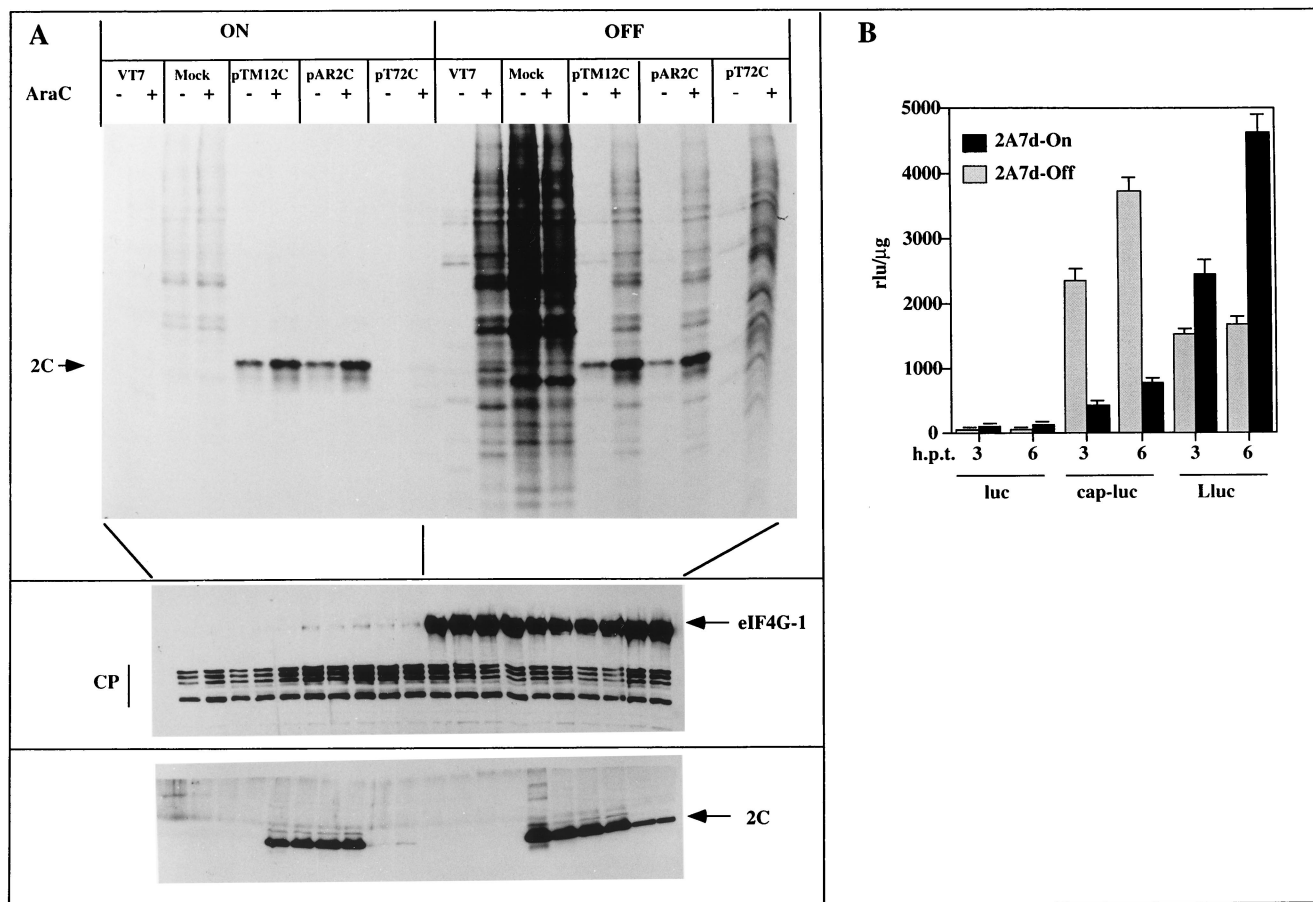 A
ON
OFF
VT7
Mock
pTM12C
pAR2C
pT72C
VT7
Mock
pTM12C
pAR2C
pT72C
AraC
- + - + - + - + - + - + - + - + - + - +
2C
eIF4G-1
CP
2C
B
5000
4000
3000
2000
1000
0
rlu/µg
2A7d-On
2A7d-Off
h.p.t. 3 6 3 6 3 6
luc
cap-luc
Lluc